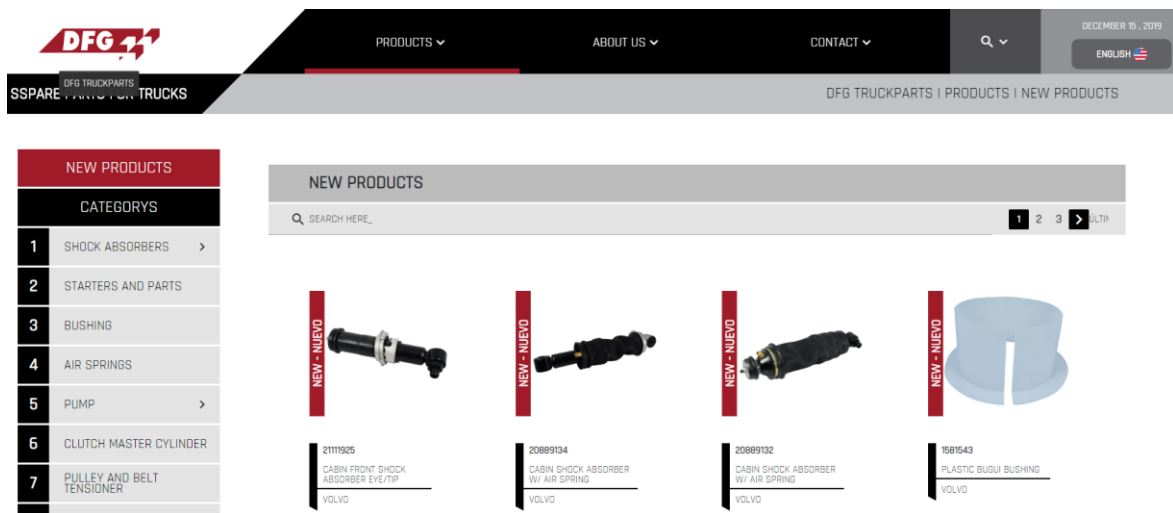 DFG
PRODUCTS
ABOUT US
CONTACT
DECEMBER 15 , 2019
ENGLISH
DFG TRUCKPARTS
SSPARE PARTS FOR TRUCKS
DFG TRUCKPARTS I PRODUCTS I NEW PRODUCTS
NEW PRODUCTS
CATEGORYS
1 SHOCK ABSORBERS
2 STARTERS AND PARTS
3 BUSHING
4 AIR SPRINGS
5 PUMP
6 CLUTCH MASTER CYLINDER
7 PULLEY AND BELT
TENSIONER
NEW PRODUCTS
SEARCH HERE_
1 2 3
NEW - NUEVO
21111925
CABIN FRONT SHOCK
ABSORBER EYE/TIP
VOLVO
NEW - NUEVO
20889134
CABIN SHOCK ABSORBER
W/ AIR SPRING
VOLVO
NEW - NUEVO
20889132
CABIN SHOCK ABSORBER
W/ AIR SPRING
VOLVO
NEW - NUEVO
1581543
PLASTIC BUGUI BUSHING
VOLVO